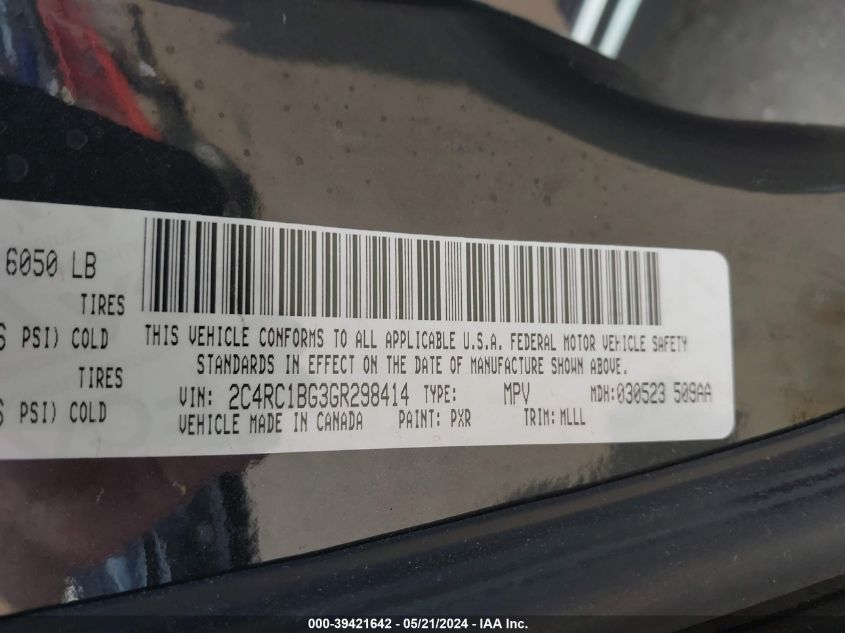 6050 LB
TIRES
PSI) COLD
TIRES
PSI) COLD
THIS VEHICLE CONFORMS TO ALL APPLICABLE U.S.A. FEDERAL MOTOR VEHICLE SAFETY
STANDARDS IN EFFECT ON THE DATE OF MANUFACTURE SHOWN ABOVE.
VIN: 2C4RC1BG3GR298414 TYPE: MPV MDH:030523 509AA
VEHICLE MADE IN CANADA PAINT: PXR TRIM: MLLL
000-39421642 - 05/21/2024 - IAA Inc.